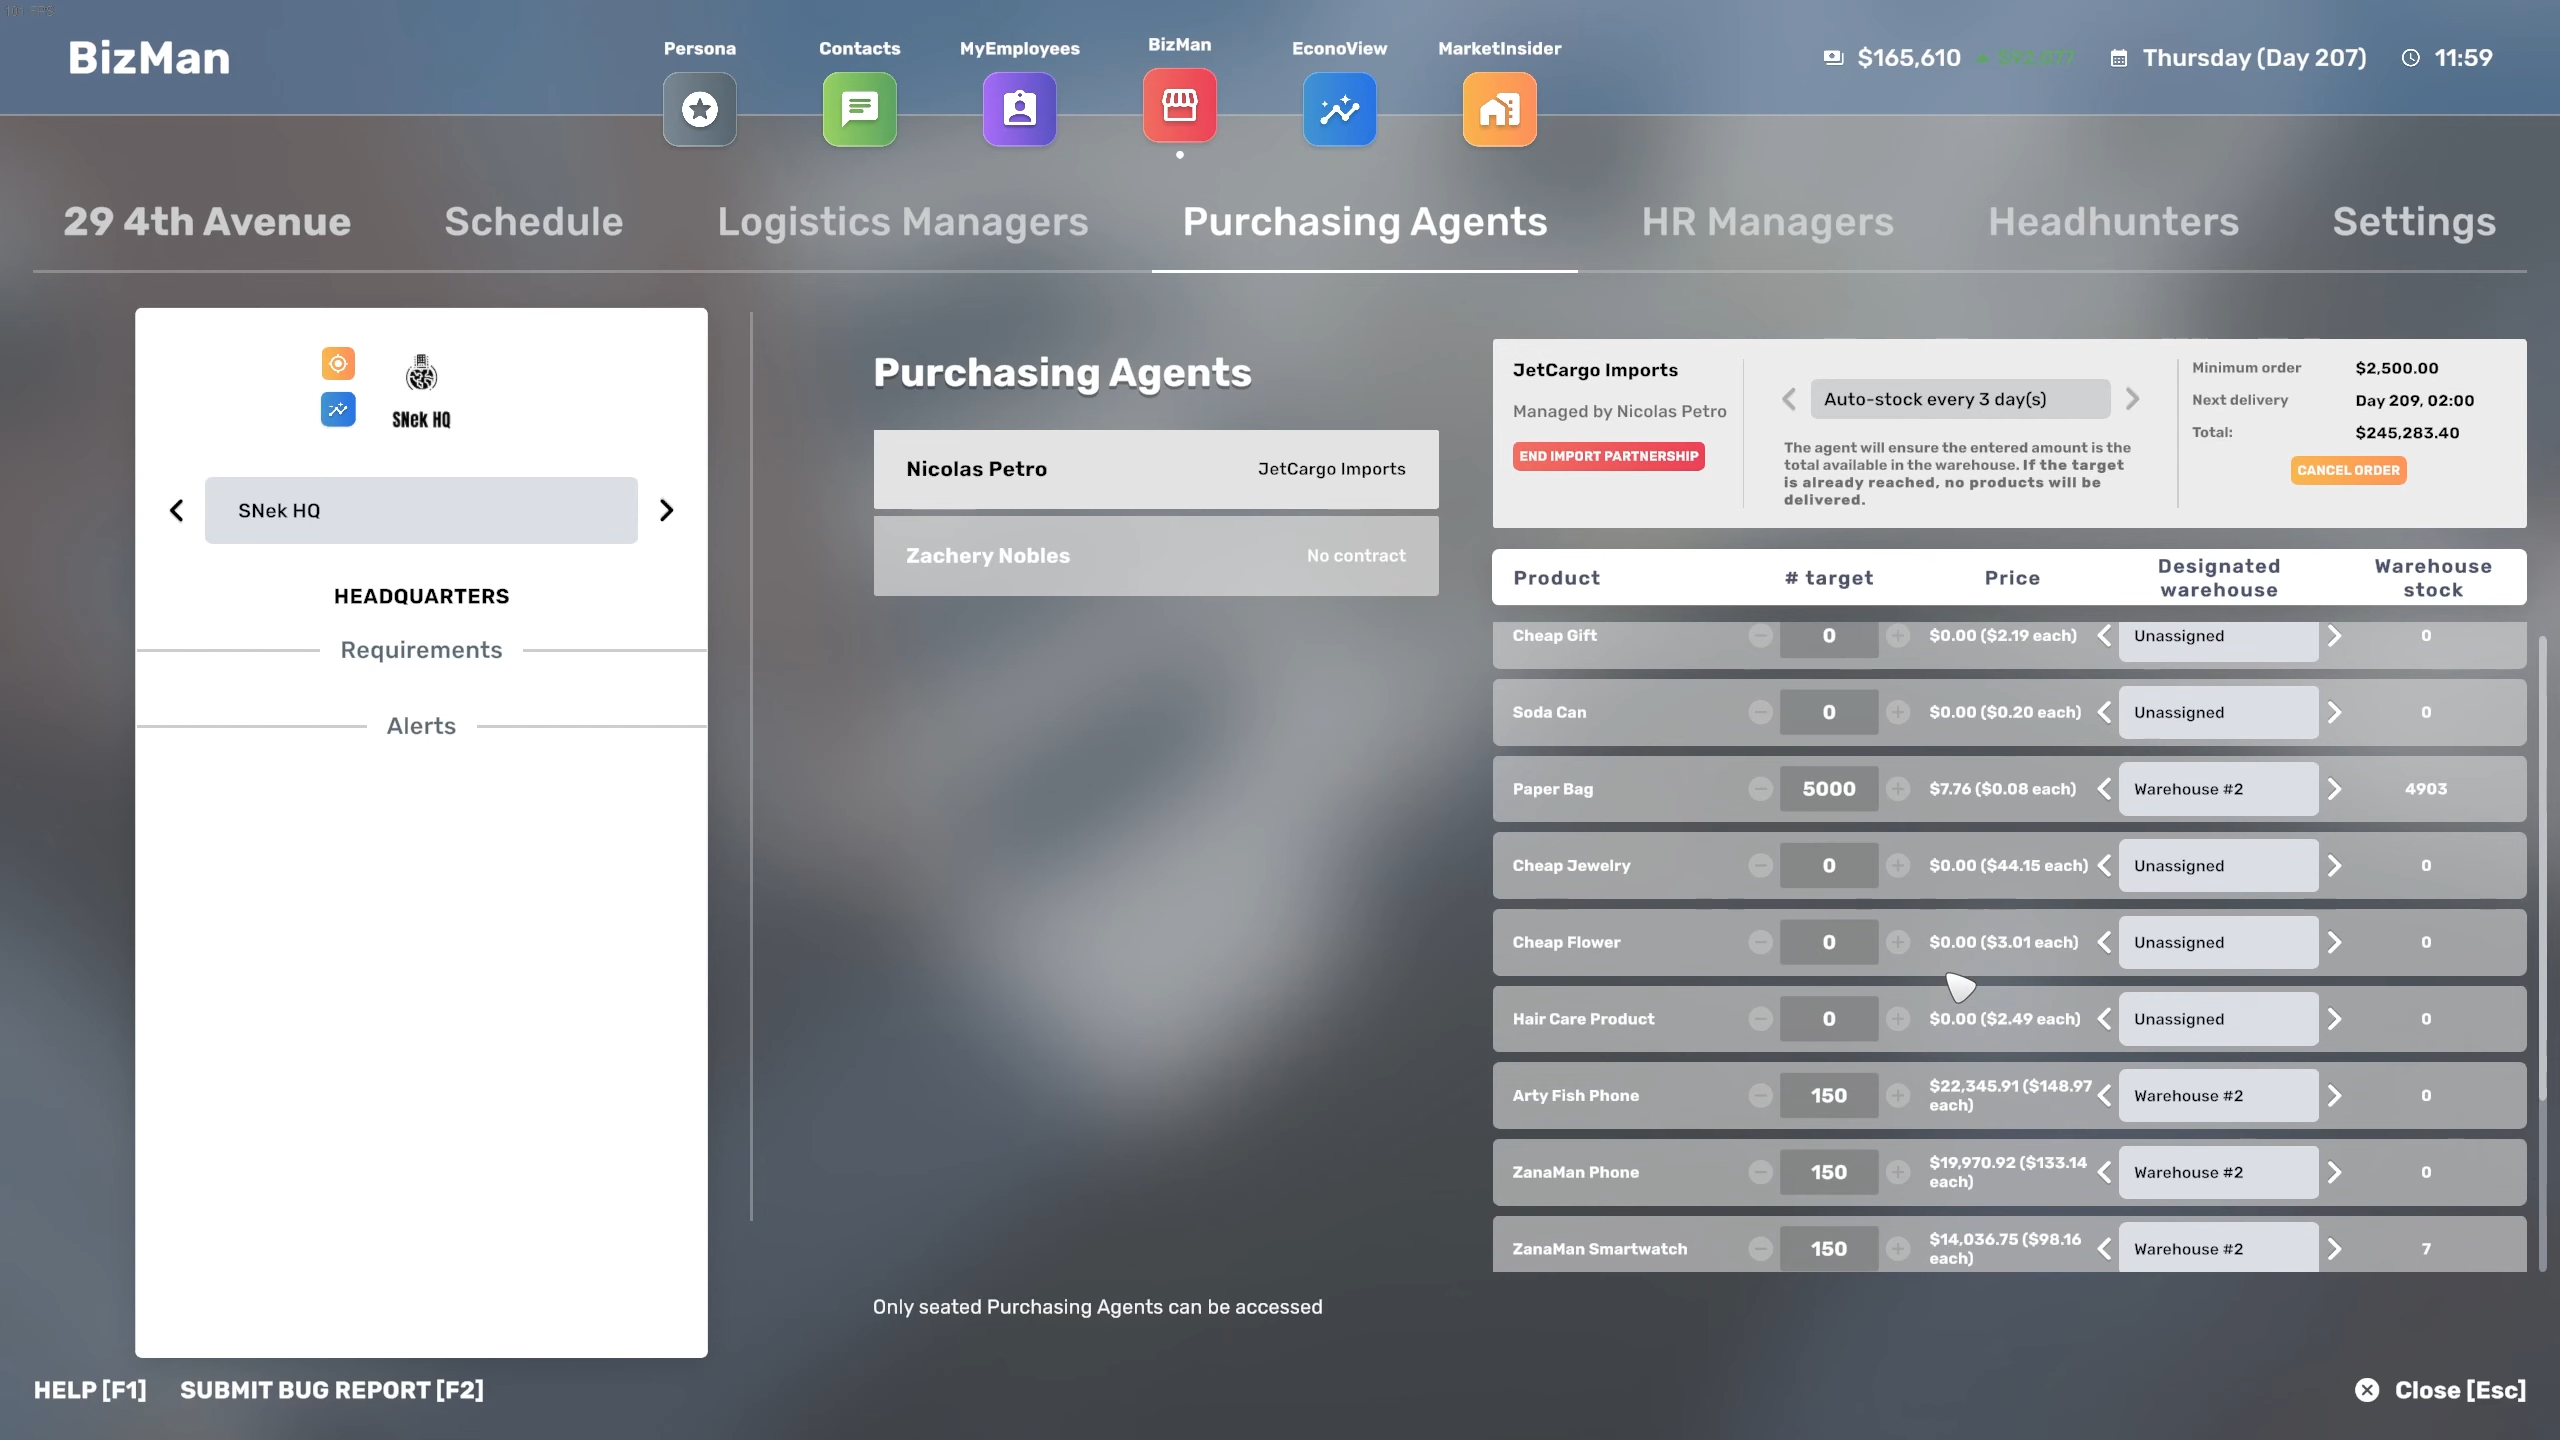 BizMan
Persona
Contacts
MyEmployees
BizMan
EconoView
MarketInsider
$165,610
$92,017
Thursday (Day 207)
11:59
29 4th Avenue
Schedule
Logistics Managers
Purchasing Agents
HR Managers
Headhunters
Settings
SNek HQ
SNek HQ
HEADQUARTERS
Requirements
Alerts
Purchasing Agents
Nicolas Petro
JetCargo Imports
Zachery Nobles
No contract
Only seated Purchasing Agents can be accessed
JetCargo Imports
Managed by Nicolas Petro
END IMPORT PARTNERSHIP
Auto-stock every 3 day(s)
The agent will ensure the entered amount is the
total available in the warehouse. If the target
is already reached, no products will be
delivered.
Minimum order $2,500.00
Next delivery Day 209, 02:00
Total: $245,283.40
CANCEL ORDER
Product # target Price Designated warehouse Warehouse stock
Cheap Gift 0 $0.00 ($2.19 each) Unassigned 0
Soda Can 0 $0.00 ($0.20 each) Unassigned 0
Paper Bag 5000 $7.76 ($0.08 each) Warehouse #2 4903
Cheap Jewelry 0 $0.00 ($44.15 each) Unassigned 0
Cheap Flower 0 $0.00 ($3.01 each) Unassigned 0
Hair Care Product 0 $0.00 ($2.49 each) Unassigned 0
Arty Fish Phone 150 $22,345.91 ($148.97 each) Warehouse #2 0
ZanaMan Phone 150 $19,970.92 ($133.14 each) Warehouse #2 0
ZanaMan Smartwatch 150 $14,036.75 ($98.16 each) Warehouse #2 7
HELP [F1]
SUBMIT BUG REPORT [F2]
Close [Esc]